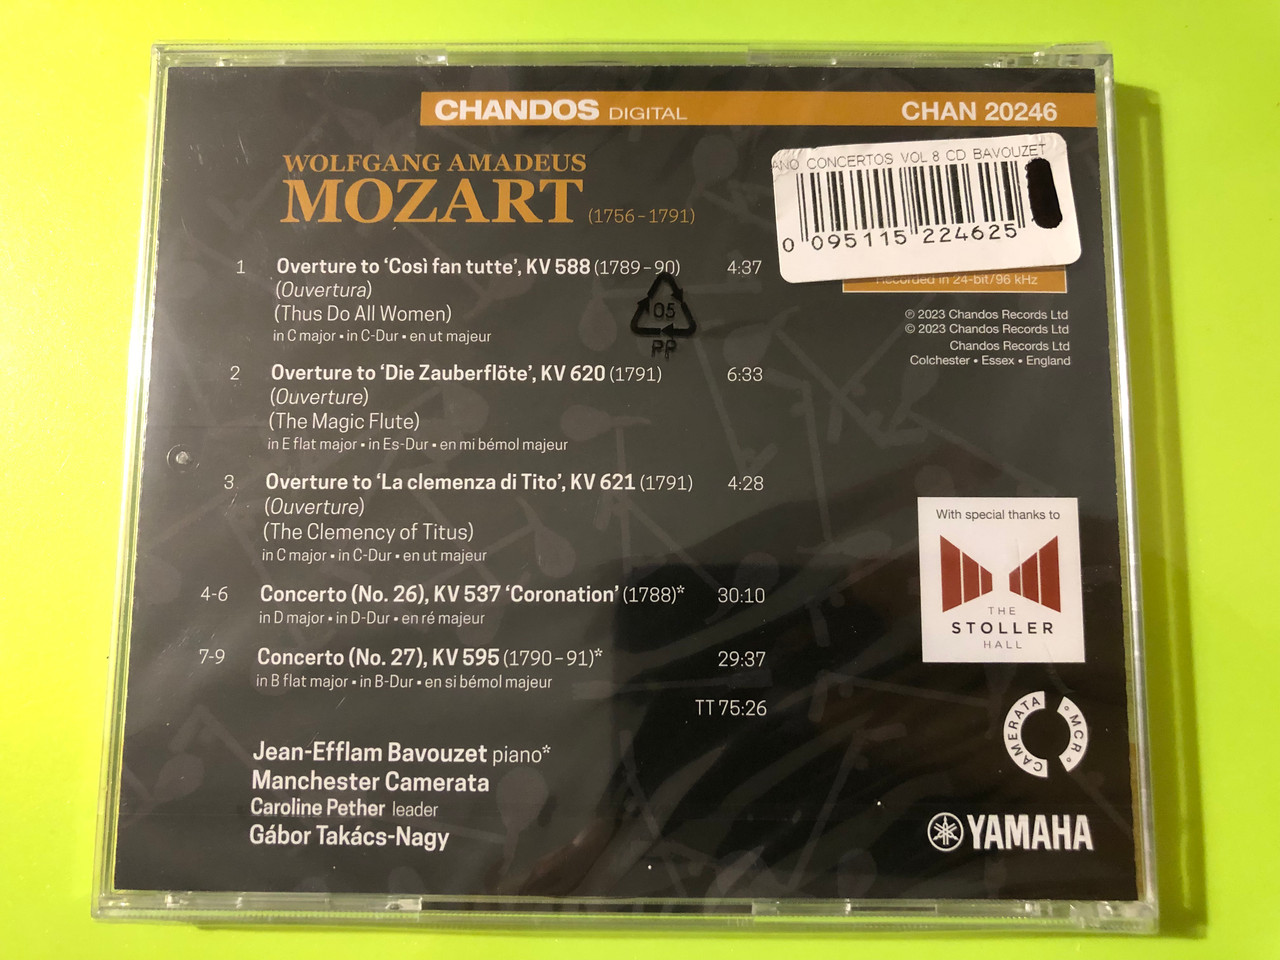 CHANDOS DIGITAL
CHAN 20246
WOLFGANG AMADEUS
MOZART (1756–1791)
ANO CONCERTOS VOL 8 CD BAVOUZET
0 095115 224625
Recorded in 24-bit/96 kHz
1 Overture to ‘Così fan tutte’, KV 588 (1789–90) 4:37
(Ouvertura)
(Thus Do All Women)
in C major • in C-Dur • en ut majeur
05
PP
℗ 2023 Chandos Records Ltd
© 2023 Chandos Records Ltd
Chandos Records Ltd
Colchester • Essex • England
2 Overture to ‘Die Zauberflöte’, KV 620 (1791) 6:33
(Ouverture)
(The Magic Flute)
in E flat major • in Es-Dur • en mi bémol majeur
3 Overture to ‘La clemenza di Tito’, KV 621 (1791) 4:28
(Ouverture)
(The Clemency of Titus)
in C major • in C-Dur • en ut majeur
4-6 Concerto (No. 26), KV 537 ‘Coronation’ (1788)* 30:10
in D major • in D-Dur • en ré majeur
7-9 Concerto (No. 27), KV 595 (1790–91)* 29:37
in B flat major • in B-Dur • en si bémol majeur
TT 75:26
With special thanks to
THE
STOLLER
HALL
CAMERATA
MCR
Jean-Efflam Bavouzet piano*
Manchester Camerata
Caroline Pether leader
Gábor Takács-Nagy
YAMAHA